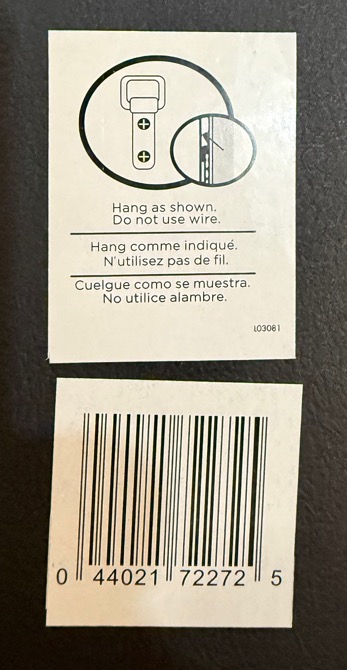 Hang as shown.
Do not use wire.
Hang comme indiqué.
N'utilisez pas de fil.
Cuelgue como se muestra.
No utilice alambre.
L03081
0 44021 72272 5